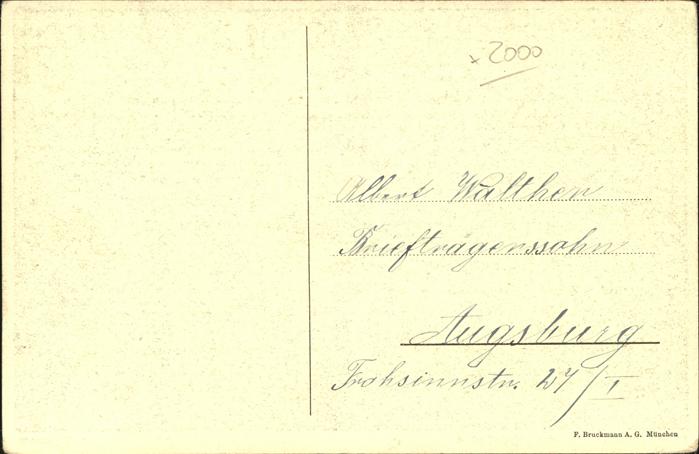 x 2000
Albert Walther
Briefträgerssohn
Augsburg
Frohsinnstr. 27/I
F. Bruckmann A. G. München